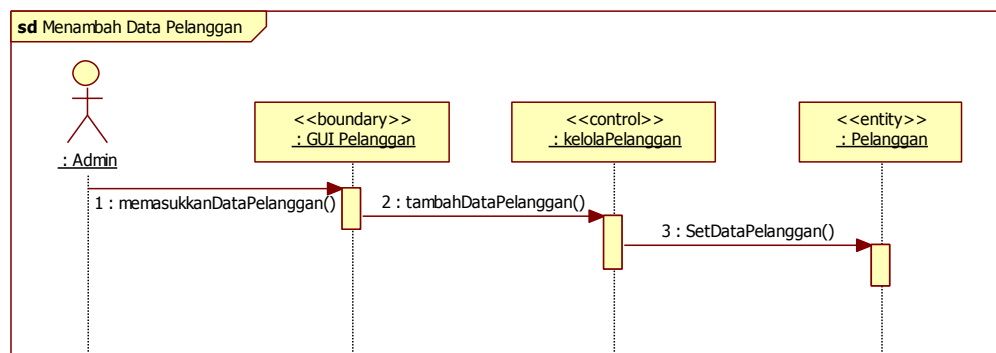 sd Menambah Data Pelanggan
<<boundary>>
: GUI Pelanggan
<<control>>
: kelolaPelanggan
<<entity>>
: Pelanggan
: Admin
1 : memasukkanDataPelanggan()
2 : tambahDataPelanggan()
3 : SetDataPelanggan()